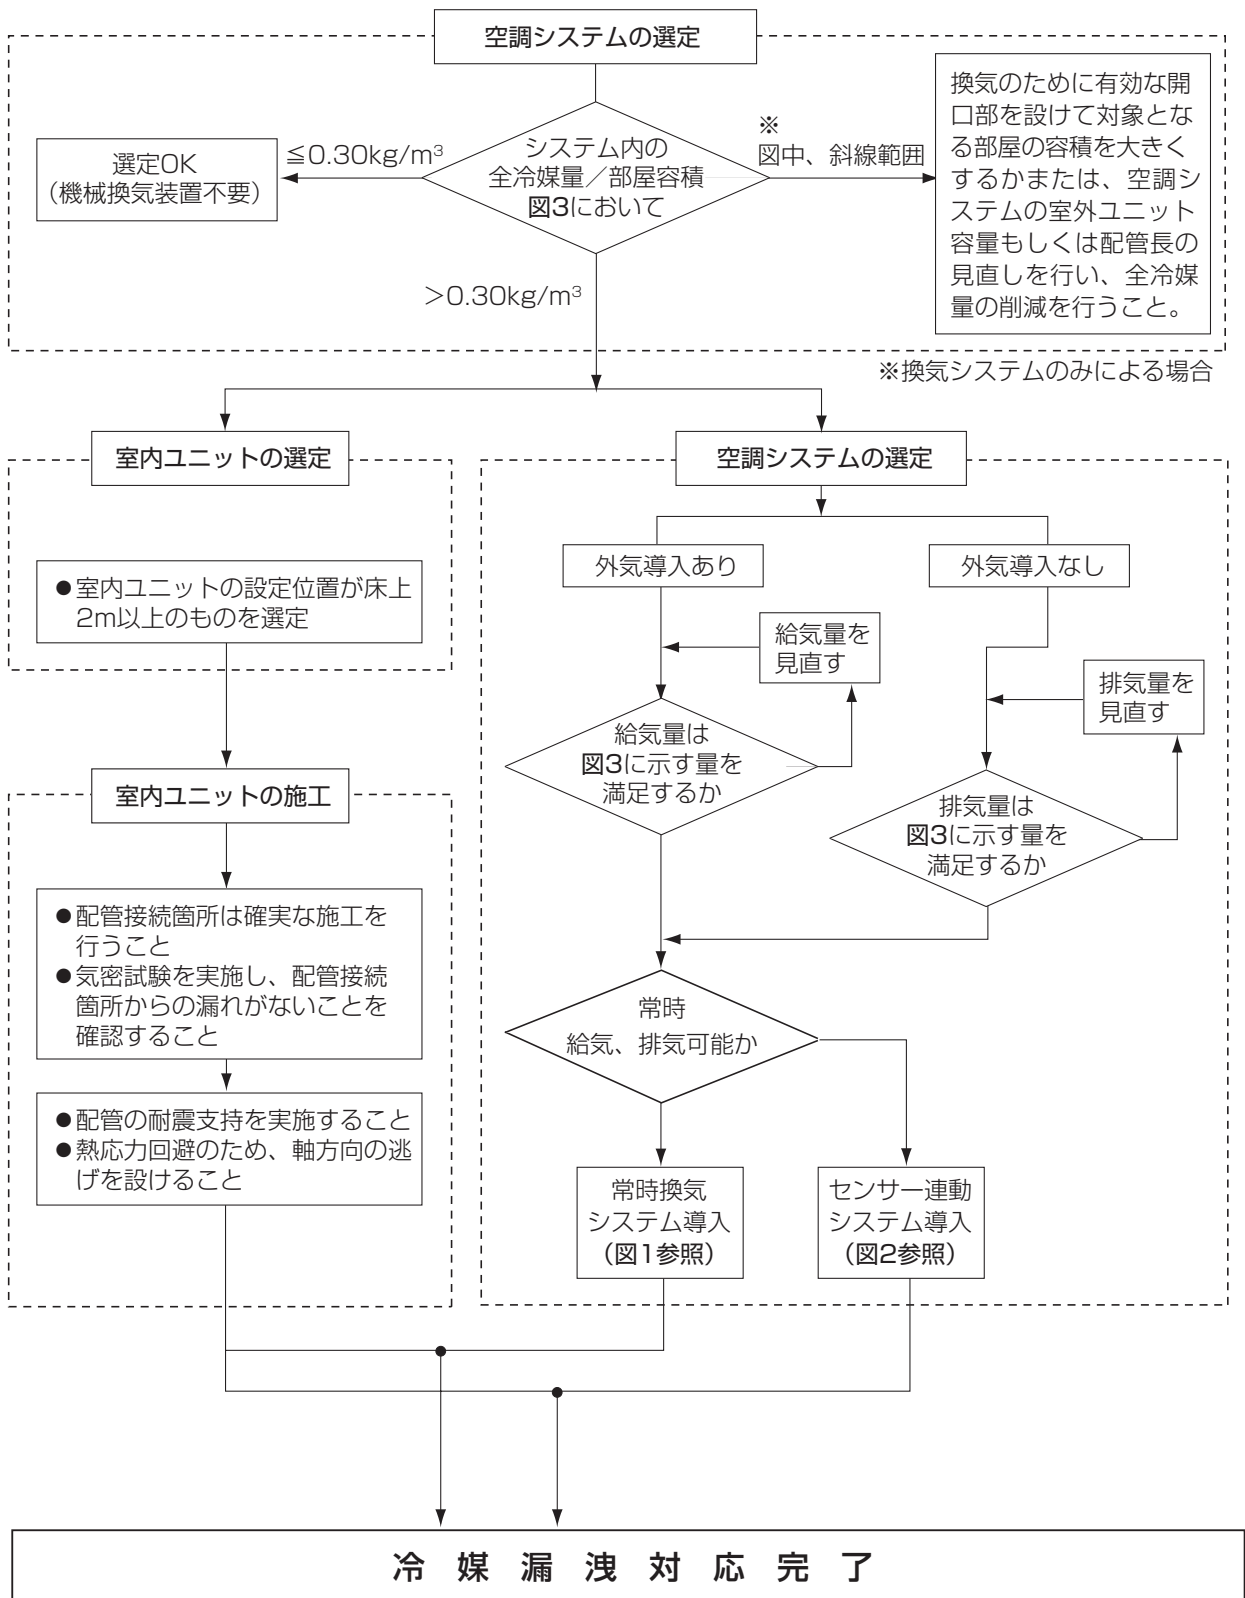 空調システムの選定
システム内の
全冷媒量／部屋容積
図3において
≦0.30kg/m³
選定OK
（機械換気装置不要）
※
図中、斜線範囲
換気のために有効な開
口部を設けて対象とな
る部屋の容積を大きく
するかまたは、空調シ
ステムの室外ユニット
容量もしくは配管長の
見直しを行い、全冷媒
量の削減を行うこと。
＞0.30kg/m³
※換気システムのみによる場合
室内ユニットの選定
●室内ユニットの設定位置が床上
2m以上のものを選定
室内ユニットの施工
●配管接続箇所は確実な施工を
行うこと
●気密試験を実施し、配管接続
箇所からの漏れがないことを
確認すること
●配管の耐震支持を実施すること
●熱応力回避のため、軸方向の逃
げを設けること
空調システムの選定
外気導入あり
外気導入なし
給気量を
見直す
排気量を
見直す
給気量は
図3に示す量を
満足するか
排気量は
図3に示す量を
満足するか
常時
給気、排気可能か
常時換気
システム導入
（図1参照）
センサー連動
システム導入
（図2参照）
冷媒漏洩対応完了